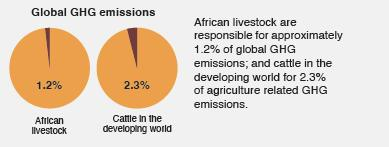 Global GHG emissions
1.2%
2.3%
African
livestock
Cattle in the
developing world
African livestock are
responsible for approximately
1.2% of global GHG
emissions; and cattle in the
developing world for 2.3%
of agriculture related GHG
emissions.